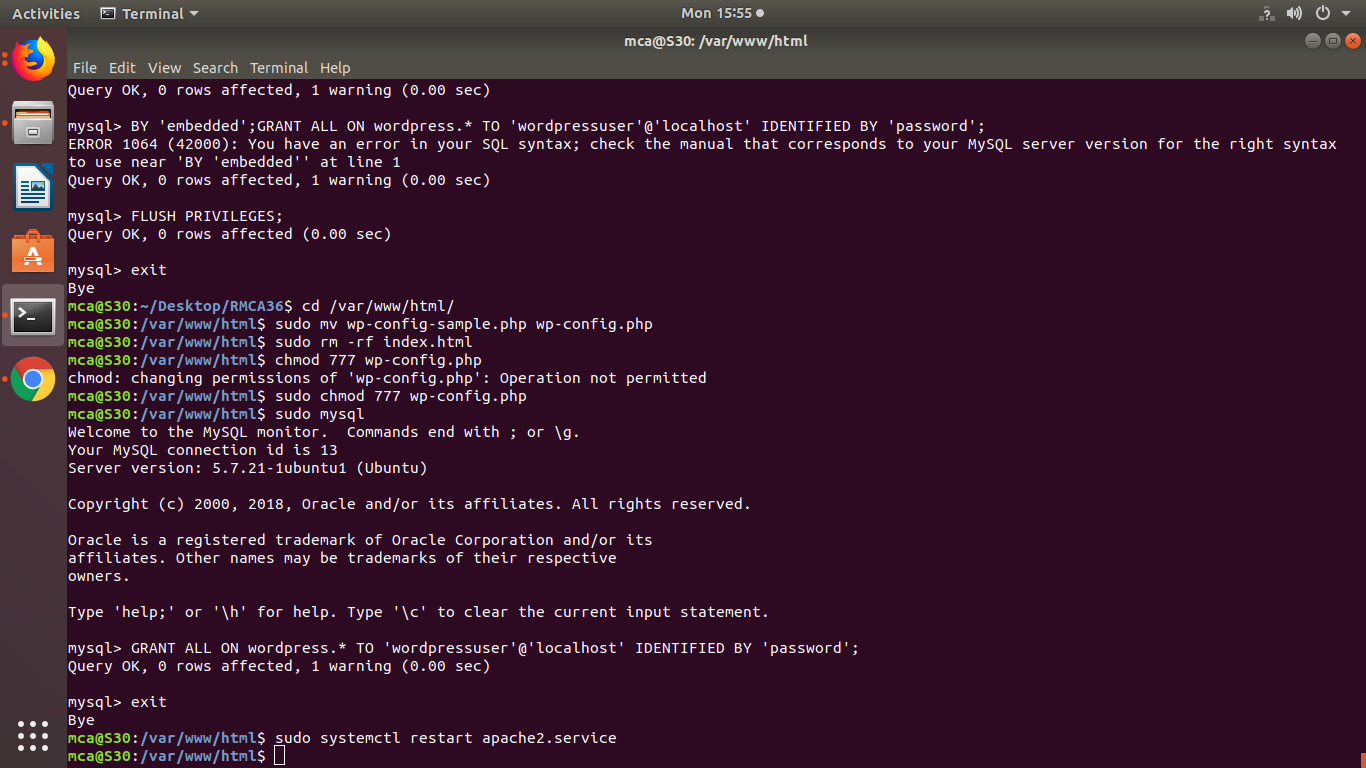 Activities Terminal Mon 15:55
mca@S30: /var/www/html
File Edit View Search Terminal Help
Query OK, 0 rows affected, 1 warning (0.00 sec)
mysql> BY 'embedded';GRANT ALL ON wordpress.* TO 'wordpressuser'@'localhost' IDENTIFIED BY 'password';
ERROR 1064 (42000): You have an error in your SQL syntax; check the manual that corresponds to your MySQL server version for the right syntax
to use near 'BY 'embedded'' at line 1
Query OK, 0 rows affected, 1 warning (0.00 sec)
mysql> FLUSH PRIVILEGES;
Query OK, 0 rows affected (0.00 sec)
mysql> exit
Bye
mca@S30:~/Desktop/RMCA36$ cd /var/www/html/
mca@S30:/var/www/html$ sudo mv wp-config-sample.php wp-config.php
mca@S30:/var/www/html$ sudo rm -rf index.html
mca@S30:/var/www/html$ chmod 777 wp-config.php
chmod: changing permissions of 'wp-config.php': Operation not permitted
mca@S30:/var/www/html$ sudo chmod 777 wp-config.php
mca@S30:/var/www/html$ sudo mysql
Welcome to the MySQL monitor.  Commands end with ; or \g.
Your MySQL connection id is 13
Server version: 5.7.21-1ubuntu1 (Ubuntu)
Copyright (c) 2000, 2018, Oracle and/or its affiliates. All rights reserved.
Oracle is a registered trademark of Oracle Corporation and/or its
affiliates. Other names may be trademarks of their respective
owners.
Type 'help;' or '\h' for help. Type '\c' to clear the current input statement.
mysql> GRANT ALL ON wordpress.* TO 'wordpressuser'@'localhost' IDENTIFIED BY 'password';
Query OK, 0 rows affected, 1 warning (0.00 sec)
mysql> exit
Bye
mca@S30:/var/www/html$ sudo systemctl restart apache2.service
mca@S30:/var/www/html$